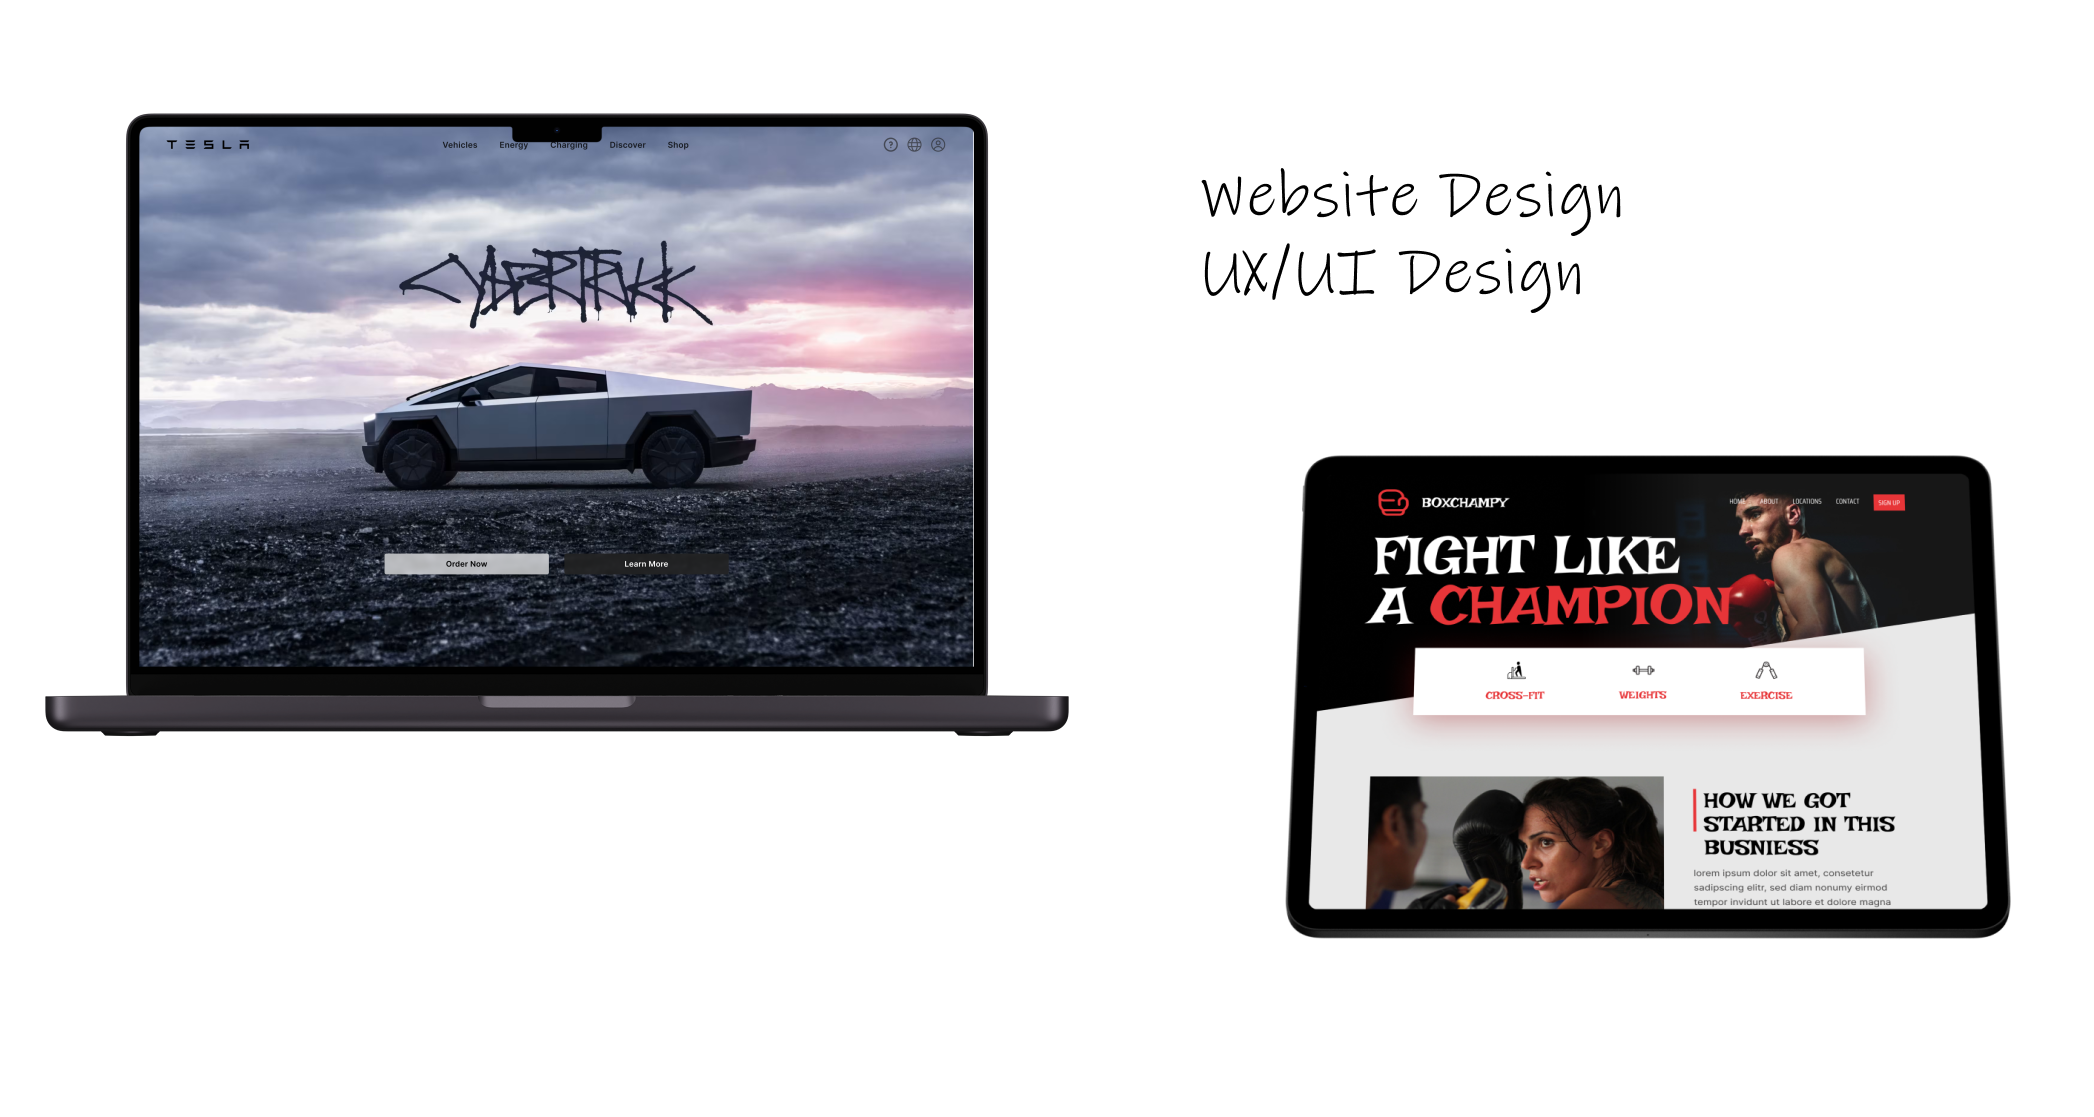 TESLA
Vehicles Energy Charging Discover Shop
CYBERTRUCK
Order Now Learn More
Website Design
UX/UI Design
BOXCHAMPY
HOME ABOUT LOCATIONS CONTACT SIGN UP
FIGHT LIKE
A CHAMPION
CROSS-FIT WEIGHTS EXERCISE
HOW WE GOT
STARTED IN THIS
BUSNIESS
lorem ipsum dolor sit amet, consetetur
sadipscing elitr, sed diam nonumy eirmod
tempor invidunt ut labore et dolore magna